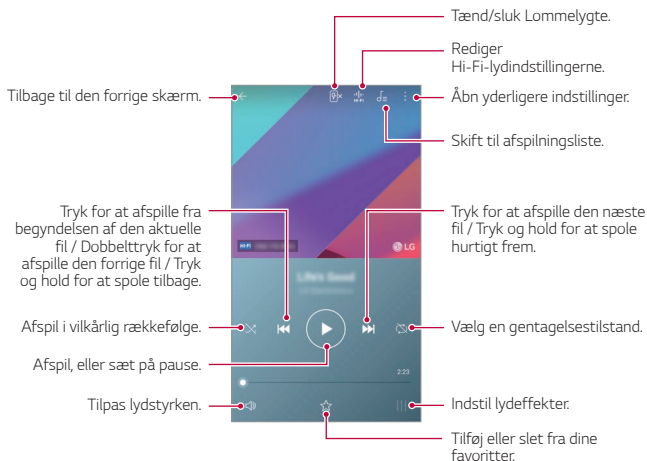 Tænd/sluk Lommelygte.
Rediger
Hi-Fi-lydindstillingerne.
Tilbage til den forrige skærm.
Åbn yderligere indstillinger.
Skift til afspilningsliste.
Tryk for at afspille fra
begyndelsen af den aktuelle
fil / Dobbelttryk for at
afspille den forrige fil / Tryk
og hold for at spole tilbage.
Tryk for at afspille den næste
fil / Tryk og hold for at spole
hurtigt frem.
HI-FI
LG
Life's Good
Afspil i vilkårlig rækkefølge.
Vælg en gentagelsestilstand.
Afspil, eller sæt på pause.
2:23
Tilpas lydstyrken.
Indstil lydeffekter.
Tilføj eller slet fra dine
favoritter.